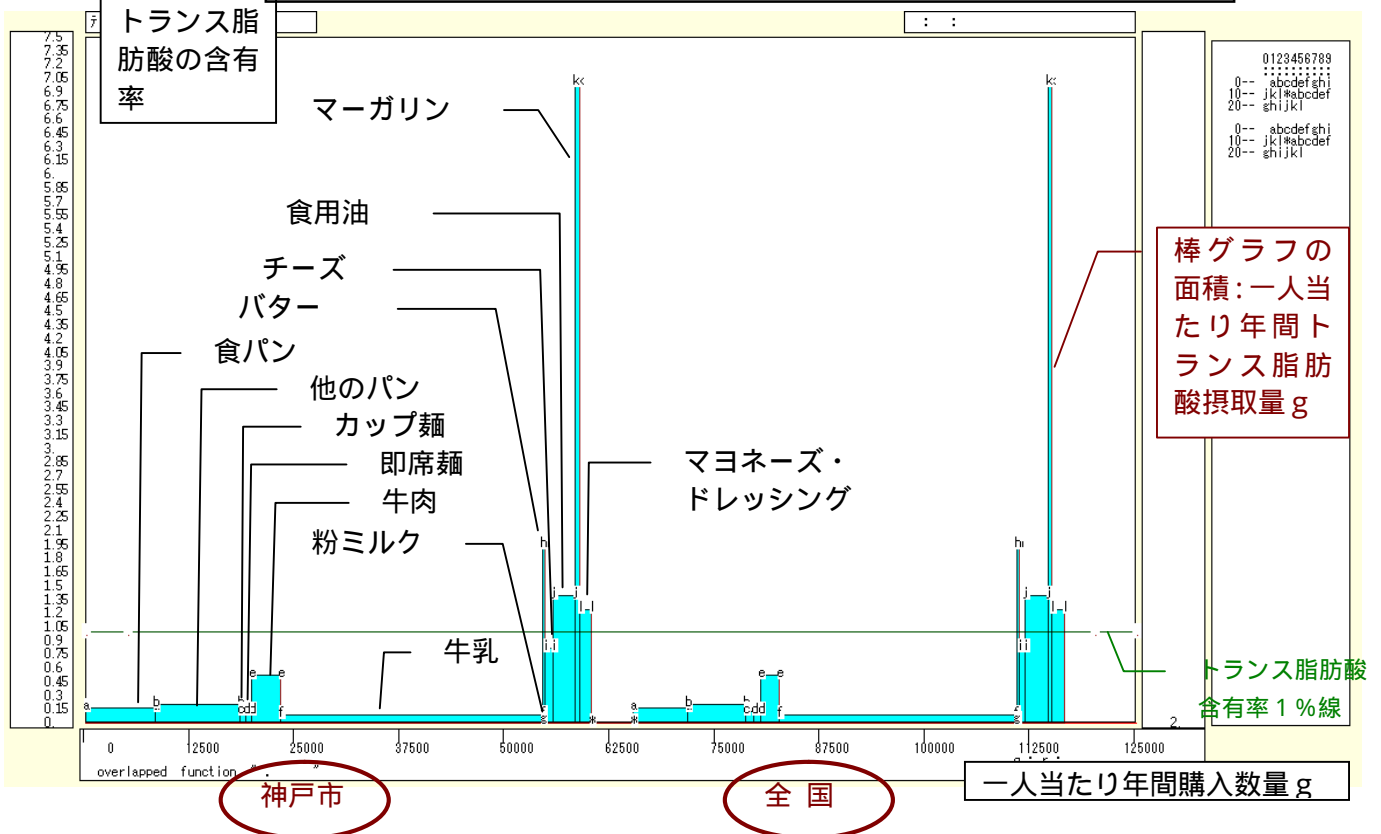 トランス脂
肪酸の含有
率
テ
: :
7.5
7.35
7.2
7.05
6.9
6.75
6.6
6.45
6.3
6.15
6.
5.85
5.7
5.55
5.4
5.25
5.1
4.95
4.8
4.65
4.5
4.35
4.2
4.05
3.9
3.75
3.6
3.45
3.3
3.15
3.
2.85
2.7
2.55
2.4
2.25
2.1
1.95
1.8
1.65
1.5
1.35
1.2
1.05
0.9
0.75
0.6
0.45
0.3
0.15
0.
0123456789
::::::::::
0-- abcdefghi
10-- jkl*abcdef
20-- ghijkl
0-- abcdefghi
10-- jkl*abcdef
20-- ghijkl
マーガリン
食用油
チーズ
バター
食パン
他のパン
カップ麺
即席麺
牛肉
粉ミルク
牛乳
マヨネーズ・
ドレッシング
棒グラフの
面積:一人当
たり年間ト
ランス脂肪
酸摂取量g
トランス脂肪酸
含有率1%線
2.
0 12500 25000 37500 50000 62500 75000 87500 100000 112500 125000
overlapped function
一人当たり年間購入数量g
神戸市
全国